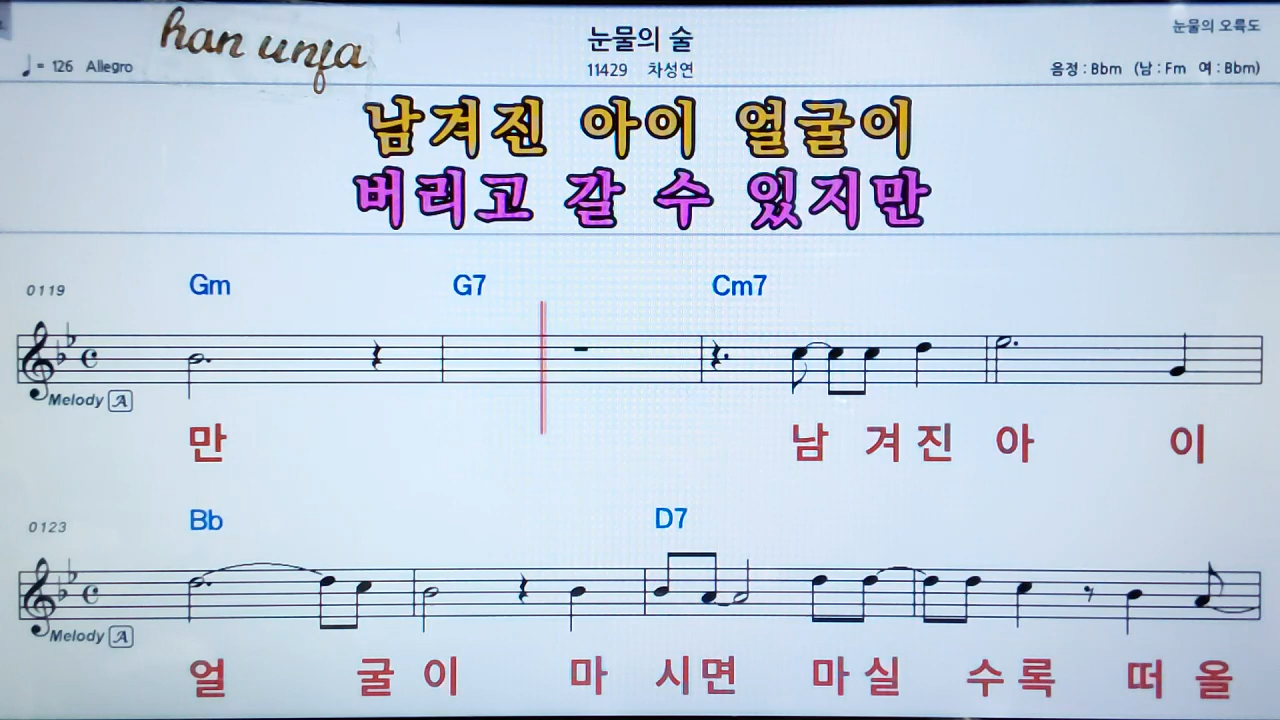 han unfa
눈물의 술
눈물의 오륙도
♩= 126 Allegro
11429 차성연
음정 : Bbm (남 : Fm 여 : Bbm)
남겨진 아이 얼굴이
버리고 갈 수 있지만
0119 Gm G7 Cm7
Melody A
만 남 겨 진 아 이
0123 Bb D7
Melody A
얼 굴 이 마 시 면 마 실 수 록 떠 올